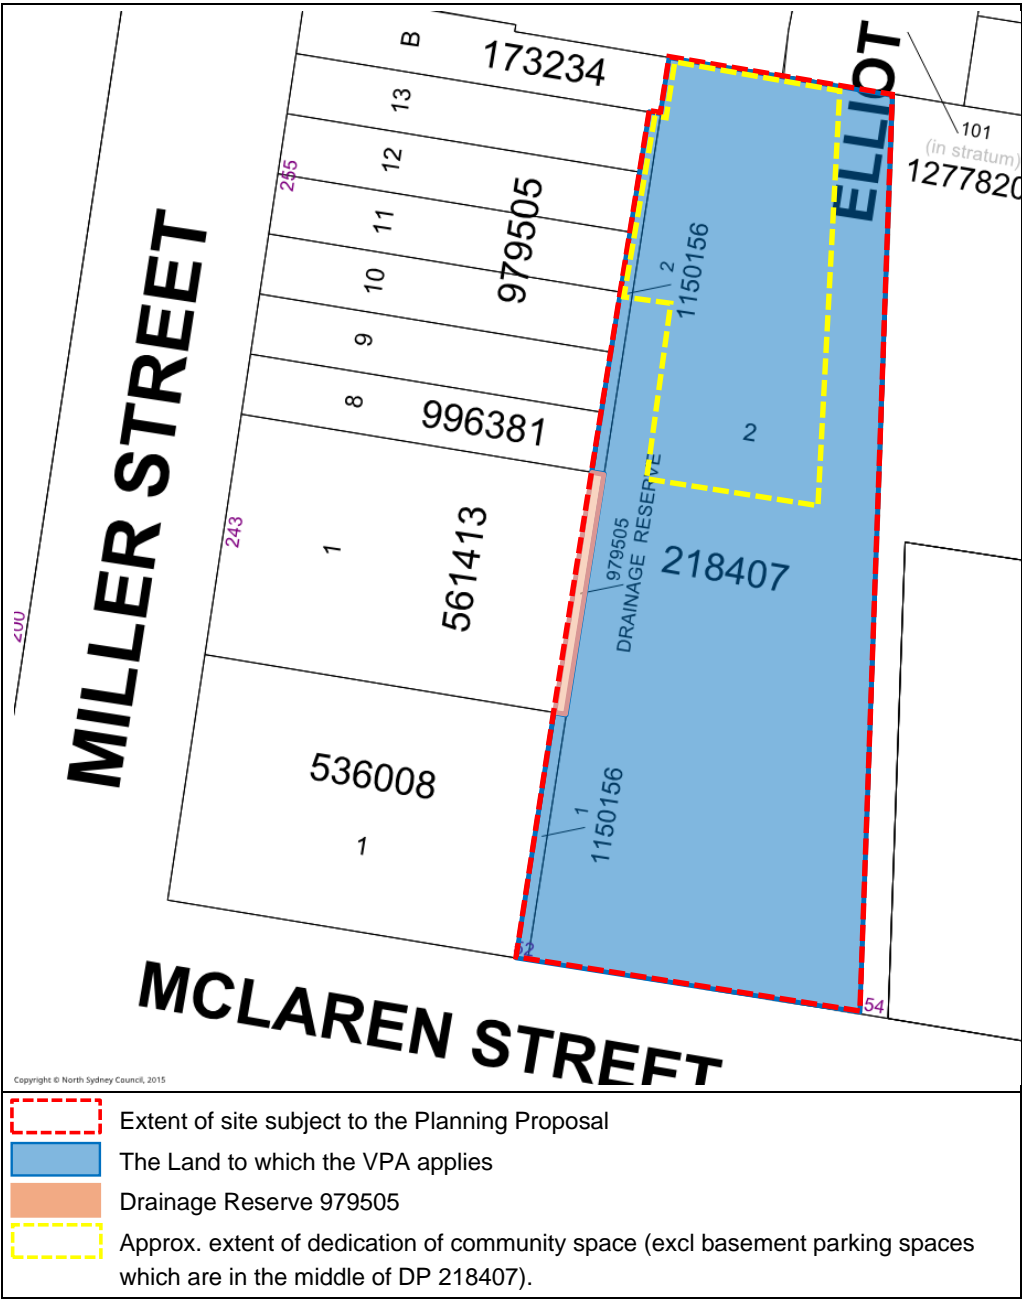 B
173234
13
ELLIOT
101
(in stratum)
1277820
12
255
979505
11
2
1150156
10
9
8
996381
2
MILLER STREET
243
1
561413
979505
DRAINAGE RESERVE
218407
200
536008
1
1
1150156
52
54
MCLAREN STREET
Copyright © North Sydney Council, 2015
Extent of site subject to the Planning Proposal
The Land to which the VPA applies
Drainage Reserve 979505
Approx. extent of dedication of community space (excl basement parking spaces
which are in the middle of DP 218407).